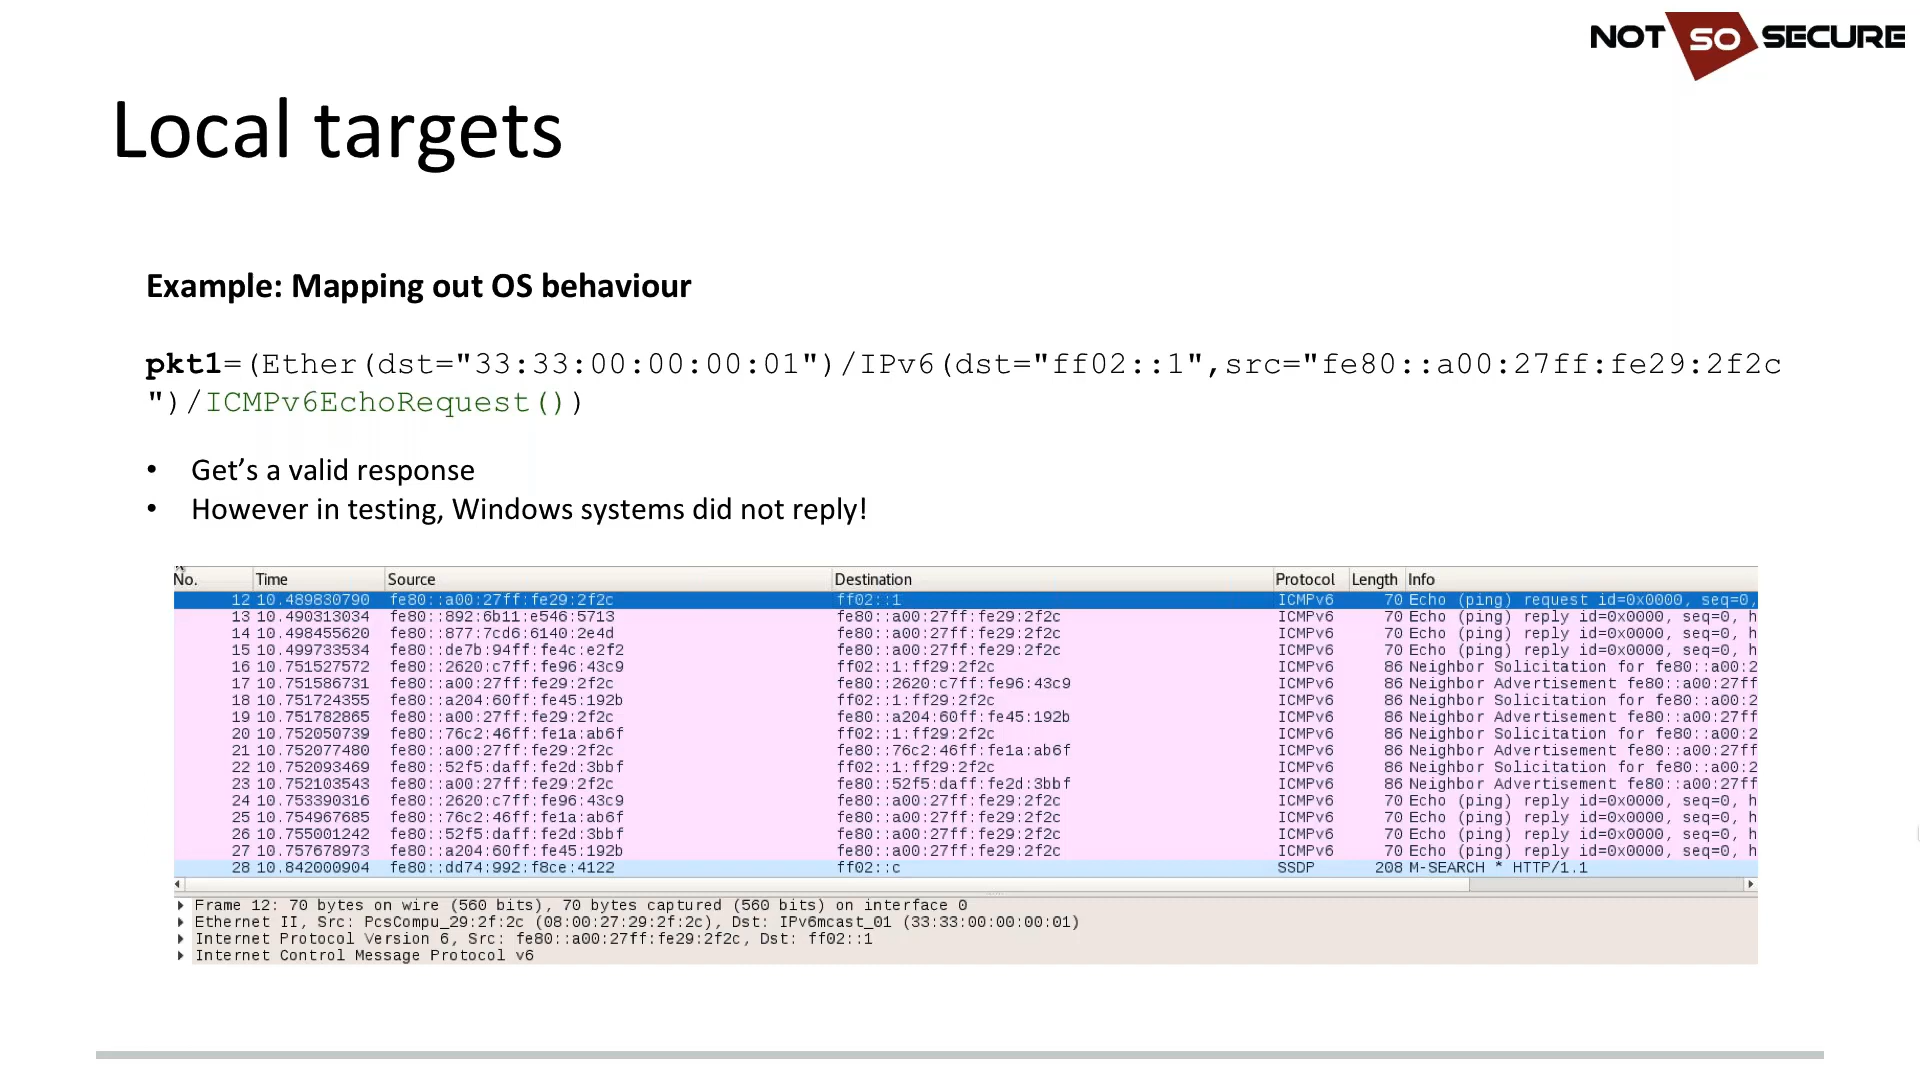 NOT SO SECURE
Local targets
Example: Mapping out OS behaviour
pkt1=(Ether(dst="33:33:00:00:00:01")/IPv6(dst="ff02::1",src="fe80::a00:27ff:fe29:2f2c
")/ICMPv6EchoRequest())
• Get’s a valid response
• However in testing, Windows systems did not reply!
No. Time Source Destination Protocol Length Info
12 10.489830790 fe80::a00:27ff:fe29:2f2c ff02::1 ICMPv6 70 Echo (ping) request id=0x0000, seq=0,
13 10.490313034 fe80::892:6b11:e546:5713 fe80::a00:27ff:fe29:2f2c ICMPv6 70 Echo (ping) reply id=0x0000, seq=0, h
14 10.498455620 fe80::877:7cd6:6140:2e4d fe80::a00:27ff:fe29:2f2c ICMPv6 70 Echo (ping) reply id=0x0000, seq=0, h
15 10.499733534 fe80::de7b:94ff:fe4c:e2f2 fe80::a00:27ff:fe29:2f2c ICMPv6 70 Echo (ping) reply id=0x0000, seq=0, h
16 10.751527572 fe80::2620:c7ff:fe96:43c9 ff02::1:ff29:2f2c ICMPv6 86 Neighbor Solicitation for fe80::a00:2
17 10.751586731 fe80::a00:27ff:fe29:2f2c fe80::2620:c7ff:fe96:43c9 ICMPv6 86 Neighbor Advertisement fe80::a00:27ff
18 10.751724355 fe80::a204:60ff:fe45:192b ff02::1:ff29:2f2c ICMPv6 86 Neighbor Solicitation for fe80::a00:2
19 10.751782865 fe80::a00:27ff:fe29:2f2c fe80::a204:60ff:fe45:192b ICMPv6 86 Neighbor Advertisement fe80::a00:27ff
20 10.752050739 fe80::76c2:46ff:fe1a:ab6f ff02::1:ff29:2f2c ICMPv6 86 Neighbor Solicitation for fe80::a00:2
21 10.752077480 fe80::a00:27ff:fe29:2f2c fe80::76c2:46ff:fe1a:ab6f ICMPv6 86 Neighbor Advertisement fe80::a00:27ff
22 10.752093469 fe80::52f5:daff:fe2d:3bbf ff02::1:ff29:2f2c ICMPv6 86 Neighbor Solicitation for fe80::a00:2
23 10.752103543 fe80::a00:27ff:fe29:2f2c fe80::52f5:daff:fe2d:3bbf ICMPv6 86 Neighbor Advertisement fe80::a00:27ff
24 10.753390316 fe80::2620:c7ff:fe96:43c9 fe80::a00:27ff:fe29:2f2c ICMPv6 70 Echo (ping) reply id=0x0000, seq=0, h
25 10.754967685 fe80::76c2:46ff:fe1a:ab6f fe80::a00:27ff:fe29:2f2c ICMPv6 70 Echo (ping) reply id=0x0000, seq=0, h
26 10.755001242 fe80::52f5:daff:fe2d:3bbf fe80::a00:27ff:fe29:2f2c ICMPv6 70 Echo (ping) reply id=0x0000, seq=0, h
27 10.757678973 fe80::a204:60ff:fe45:192b fe80::a00:27ff:fe29:2f2c ICMPv6 70 Echo (ping) reply id=0x0000, seq=0, h
28 10.842000904 fe80::dd74:992:f8ce:4122 ff02::c SSDP 208 M-SEARCH * HTTP/1.1
Frame 12: 70 bytes on wire (560 bits), 70 bytes captured (560 bits) on interface 0
Ethernet II, Src: PcsCompu_29:2f:2c (08:00:27:29:2f:2c), Dst: IPv6mcast_01 (33:33:00:00:00:01)
Internet Protocol Version 6, Src: fe80::a00:27ff:fe29:2f2c, Dst: ff02::1
Internet Control Message Protocol v6